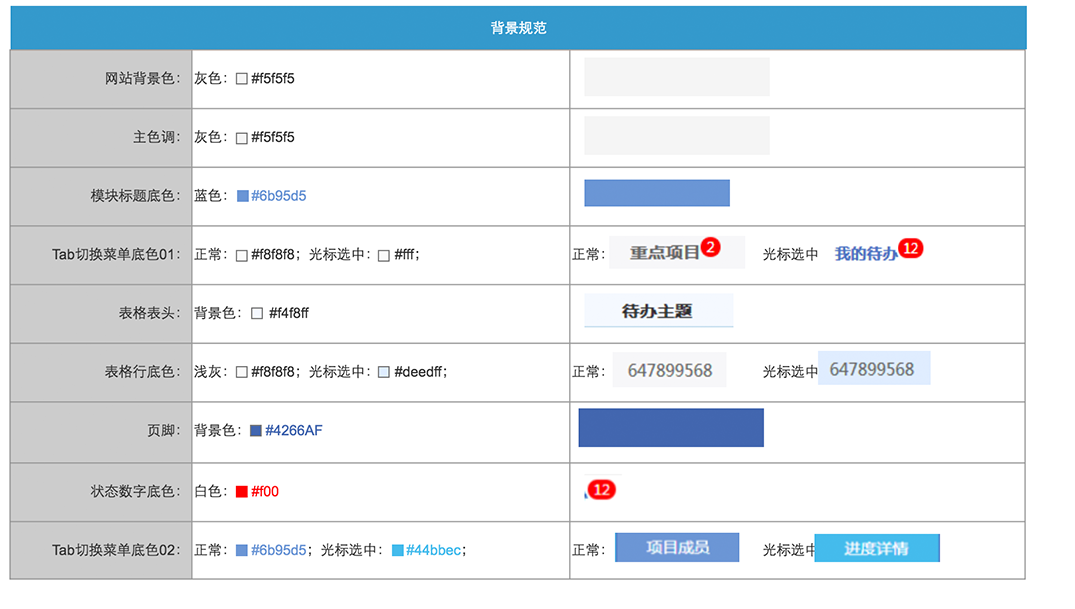 背景规范
网站背景色： 灰色： #f5f5f5
主色调： 灰色： #f5f5f5
模块标题底色： 蓝色： #6b95d5
Tab切换菜单底色01： 正常： #f8f8f8；光标选中： #fff； 正常： 重点项目 2 光标选中 我的待办 12
表格表头： 背景色： #f4f8ff 待办主题
表格行底色： 浅灰： #f8f8f8；光标选中： #deedff； 正常： 647899568 光标选中 647899568
页脚： 背景色： #4266AF
状态数字底色： 白色： #f00 12
Tab切换菜单底色02： 正常： #6b95d5；光标选中： #44bbec； 正常： 项目成员 光标选中 进度详情